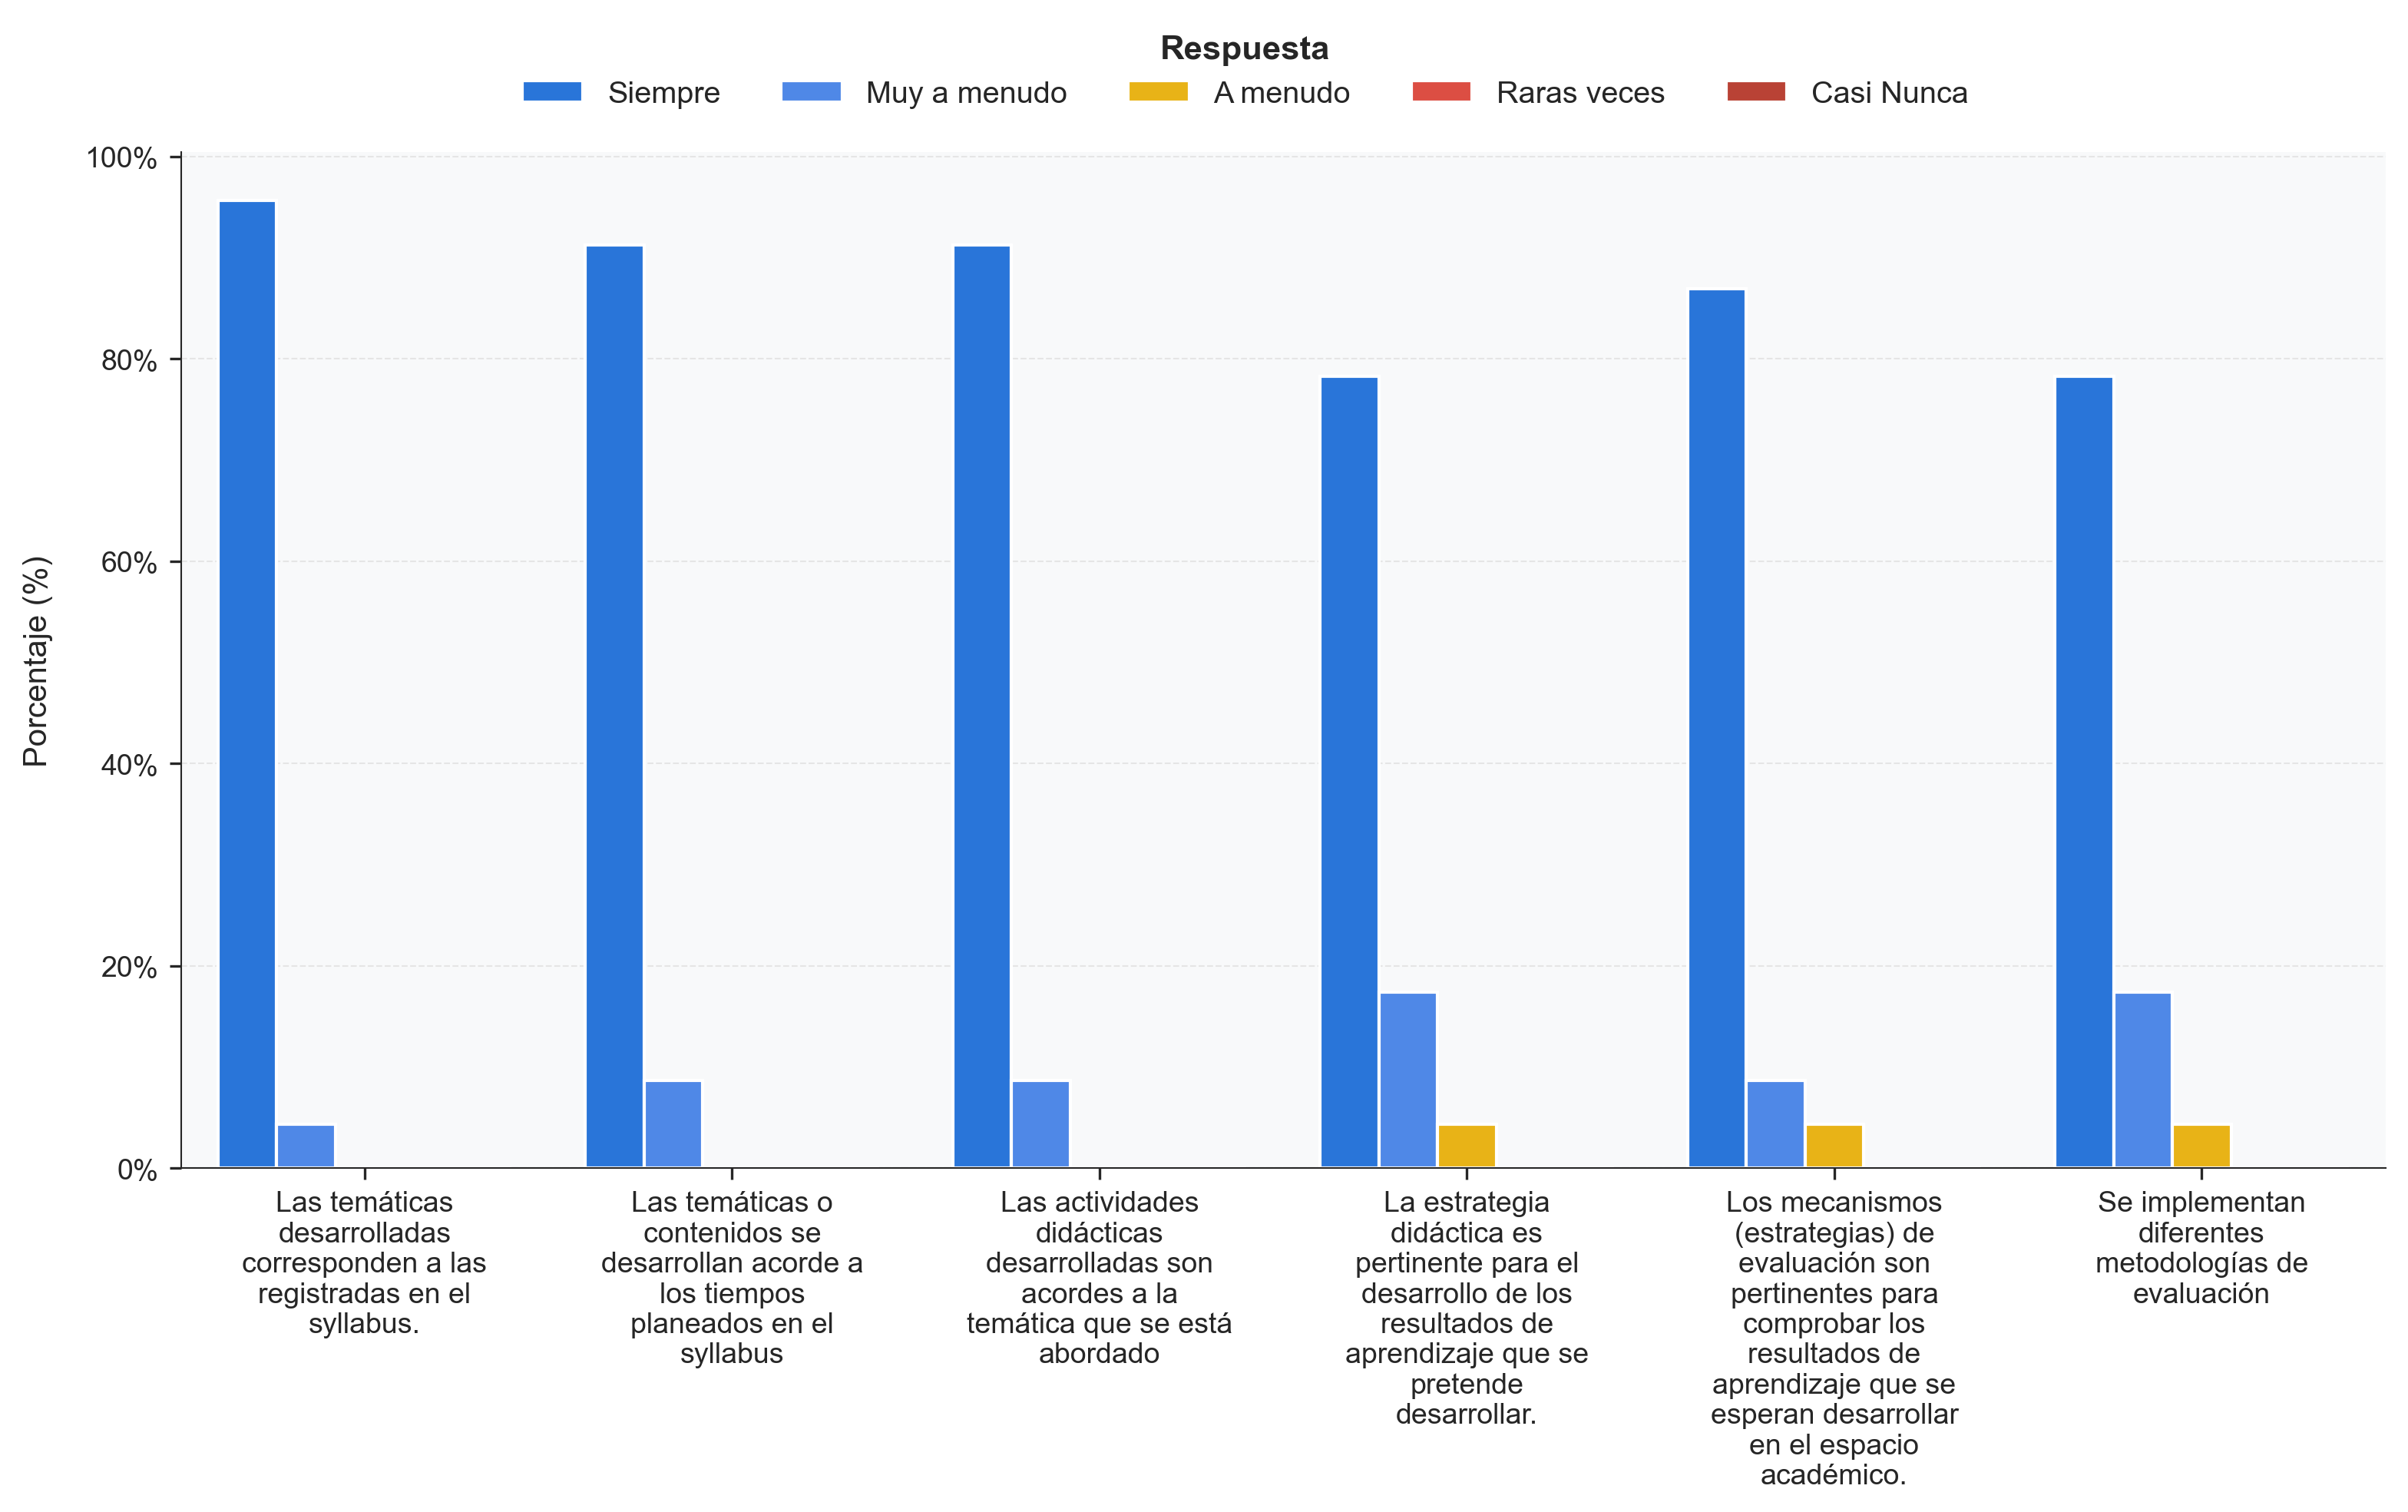 Respuesta
Siempre Muy a menudo A menudo Raras veces Casi Nunca
100%
80%
60%
40%
20%
0%
Porcentaje (%)
Las temáticas
desarrolladas
corresponden a las
registradas en el
syllabus.
Las temáticas o
contenidos se
desarrollan acorde a
los tiempos
planeados en el
syllabus
Las actividades
didácticas
desarrolladas son
acordes a la
temática que se está
abordado
La estrategia
didáctica es
pertinente para el
desarrollo de los
resultados de
aprendizaje que se
pretende
desarrollar.
Los mecanismos
(estrategias) de
evaluación son
pertinentes para
comprobar los
resultados de
aprendizaje que se
esperan desarrollar
en el espacio
académico.
Se implementan
diferentes
metodologías de
evaluación